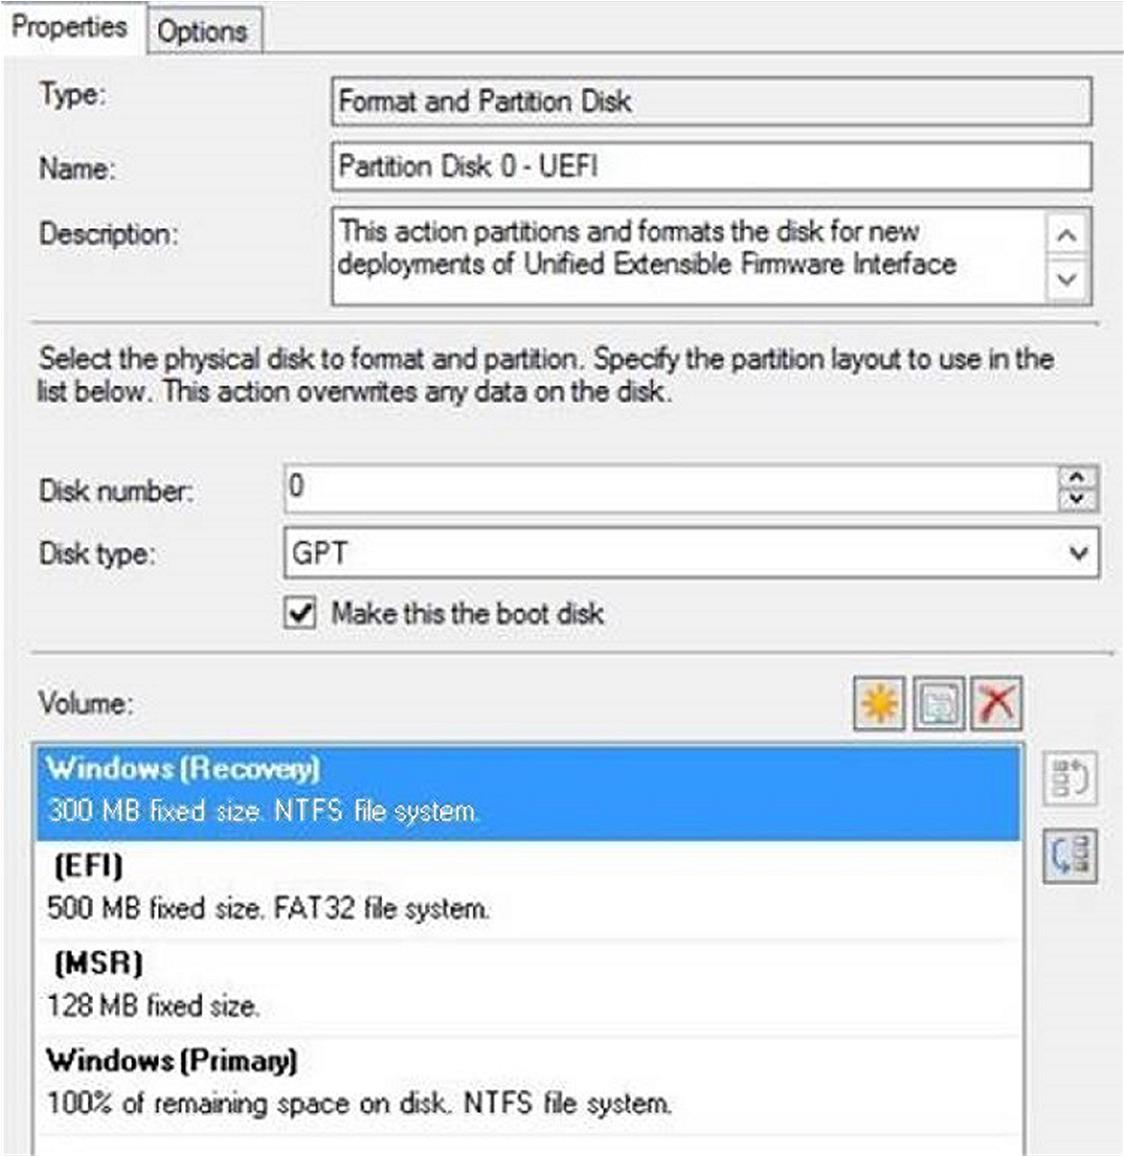 Properties
Options
Type:
Format and Partition Disk
Name:
Partition Disk 0 - UEFI
Description:
This action partitions and formats the disk for new
deployments of Unified Extensible Firmware Interface
Select the physical disk to format and partition. Specify the partition layout to use in the
list below. This action overwrites any data on the disk.
Disk number:
0
Disk type:
GPT
Make this the boot disk
Volume:
Windows (Recovery)
300 MB fixed size. NTFS file system.
(EFI)
500 MB fixed size. FAT32 file system.
(MSR)
128 MB fixed size.
Windows (Primary)
100% of remaining space on disk. NTFS file system.